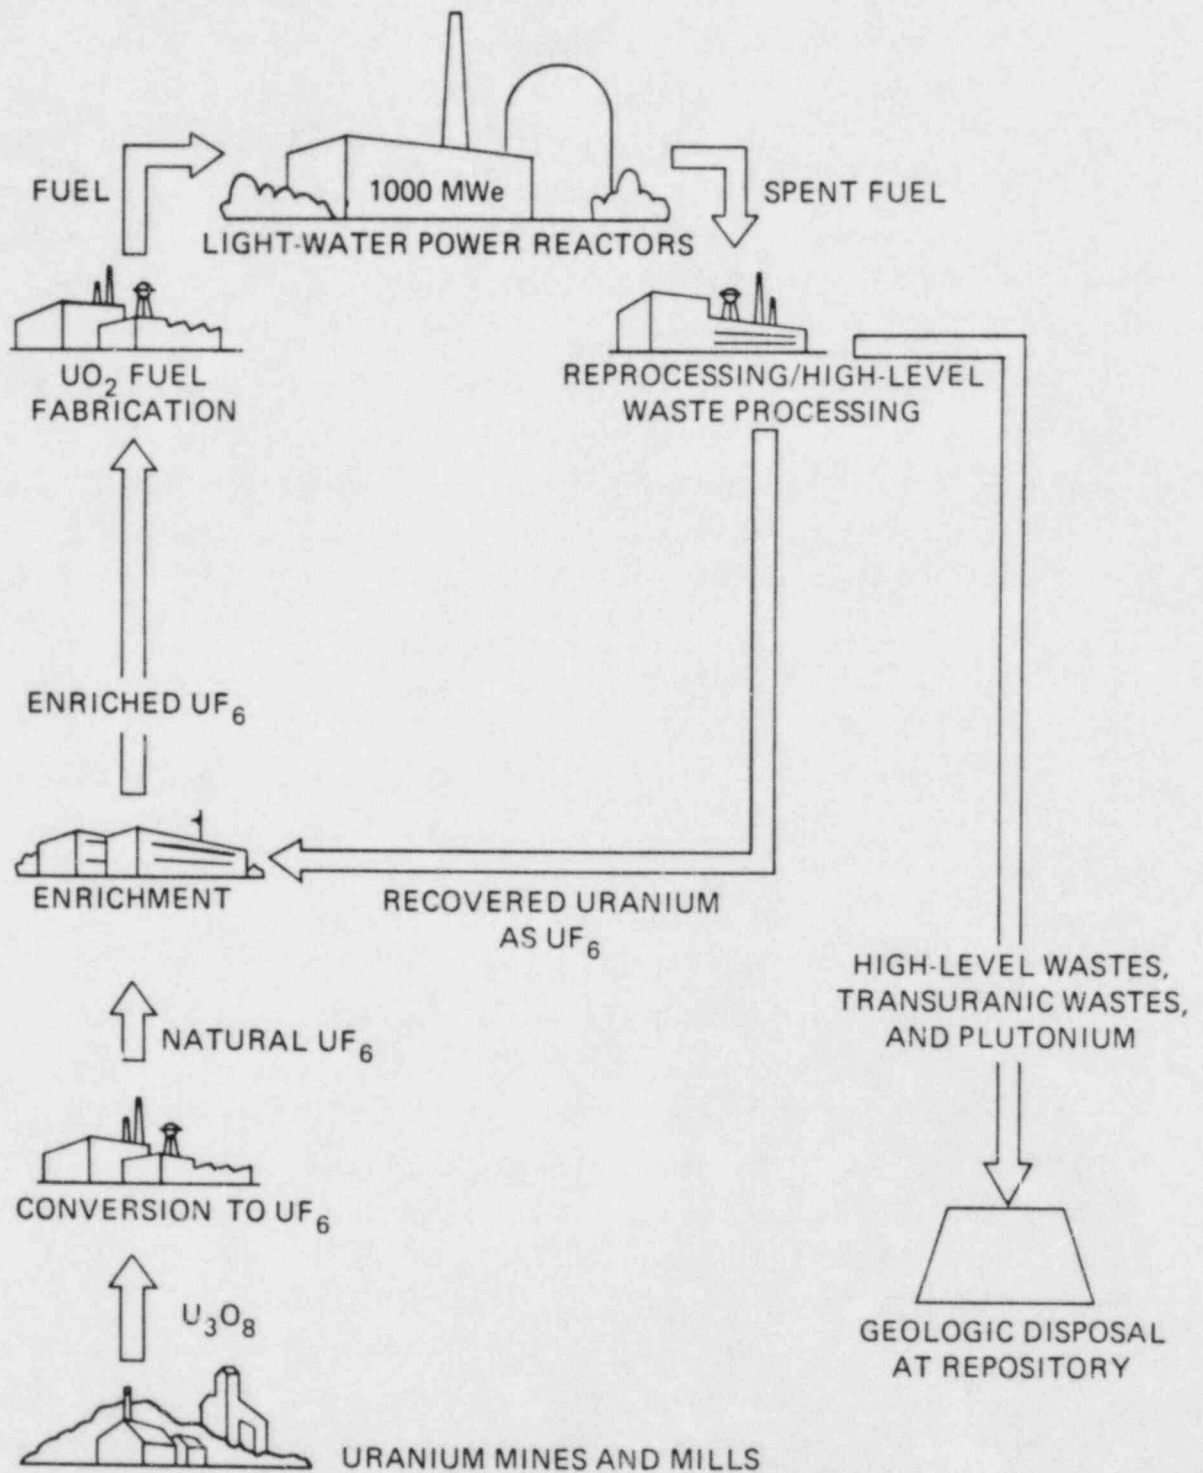 FUEL
1000 MWe
SPENT FUEL
LIGHT-WATER POWER REACTORS
UO₂ FUEL
FABRICATION
REPROCESSING/HIGH-LEVEL
WASTE PROCESSING
ENRICHED UF₆
ENRICHMENT
RECOVERED URANIUM
AS UF₆
HIGH-LEVEL WASTES,
TRANSURANIC WASTES,
AND PLUTONIUM
NATURAL UF₆
CONVERSION TO UF₆
U₃O₈
GEOLOGIC DISPOSAL
AT REPOSITORY
URANIUM MINES AND MILLS